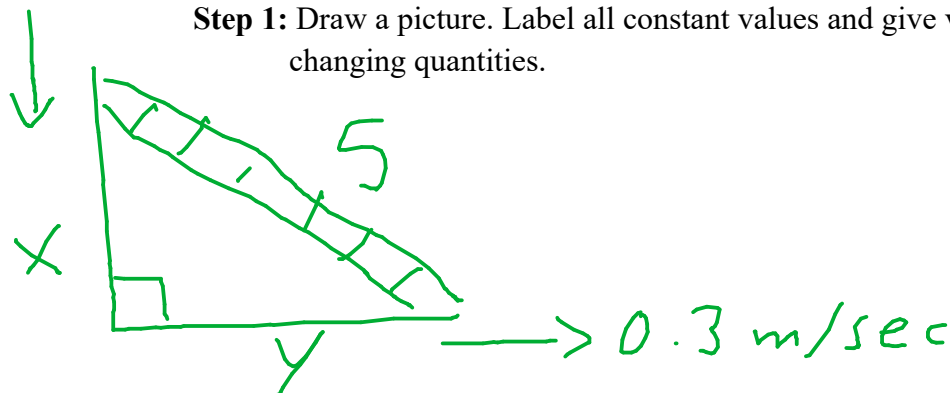 Step 1: Draw a picture. Label all constant values and give
changing quantities.
5
x
0.3 m/sec
y